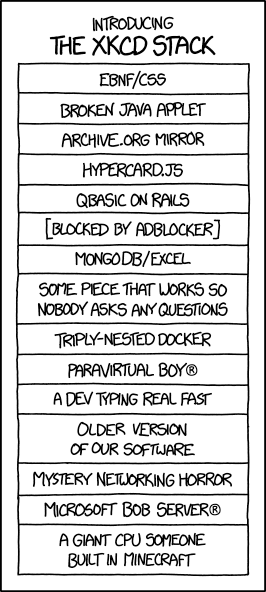 INTRODUCING
THE XKCD STACK
EBNF/CSS
BROKEN JAVA APPLET
ARCHIVE.ORG MIRROR
HYPERCARD.JS
QBASIC ON RAILS
[BLOCKED BY ADBLOCKER]
MONGODB/EXCEL
SOME PIECE THAT WORKS SO
NOBODY ASKS ANY QUESTIONS
TRIPLY-NESTED DOCKER
PARAVIRTUAL BOY®
A DEV TYPING REAL FAST
OLDER VERSION
OF OUR SOFTWARE
MYSTERY NETWORKING HORROR
MICROSOFT BOB SERVER®
A GIANT CPU SOMEONE
BUILT IN MINECRAFT